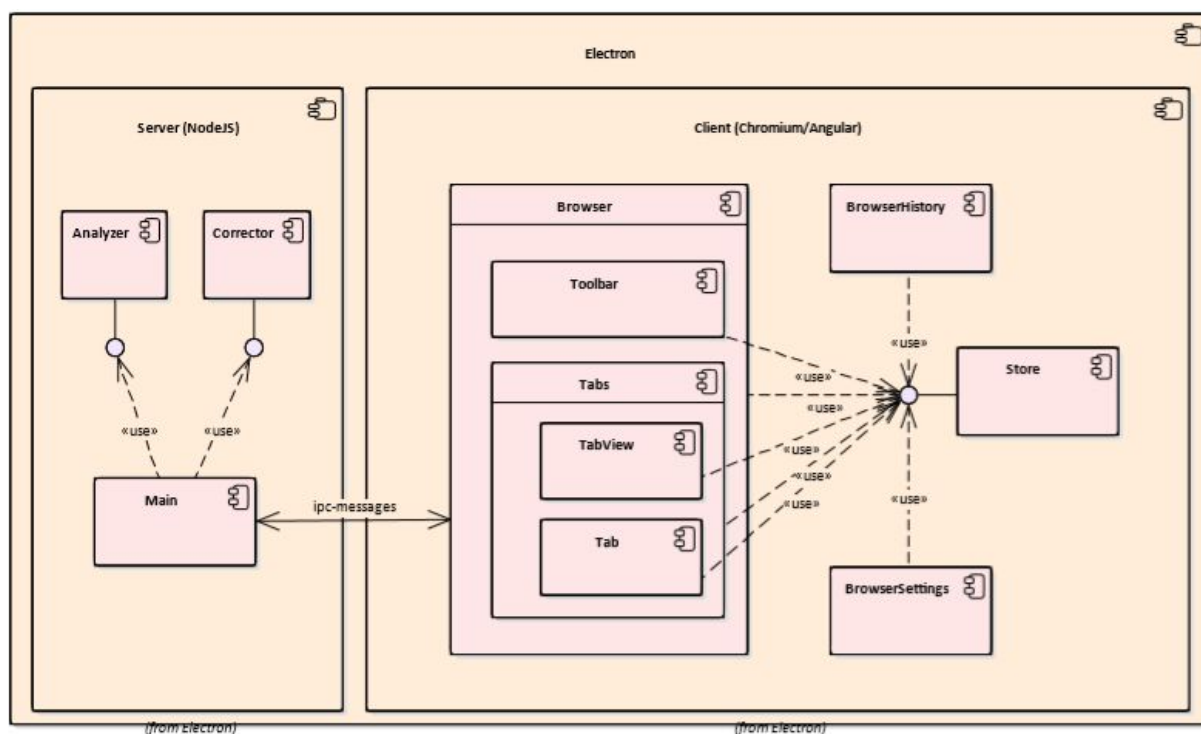 Electron
Server (NodeJS)
Client (Chromium/Angular)
Browser
BrowserHistory
Analyzer
Corrector
Toolbar
«use»
Store
Tabs
«use»
«use»
«use»
«use»
TabView
«use»
«use»
«use»
«use»
Main
ipc-messages
Tab
BrowserSettings
(from Electron)
(from Electron)